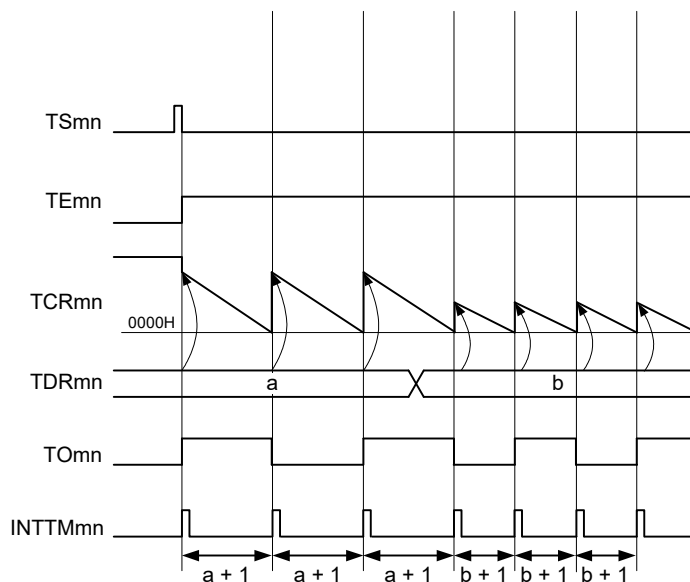 TSmn
TEmn
TCRmn
0000H
TDRmn
a
b
TOmn
INTTMmn
a + 1
a + 1
a + 1
b + 1
b + 1
b + 1